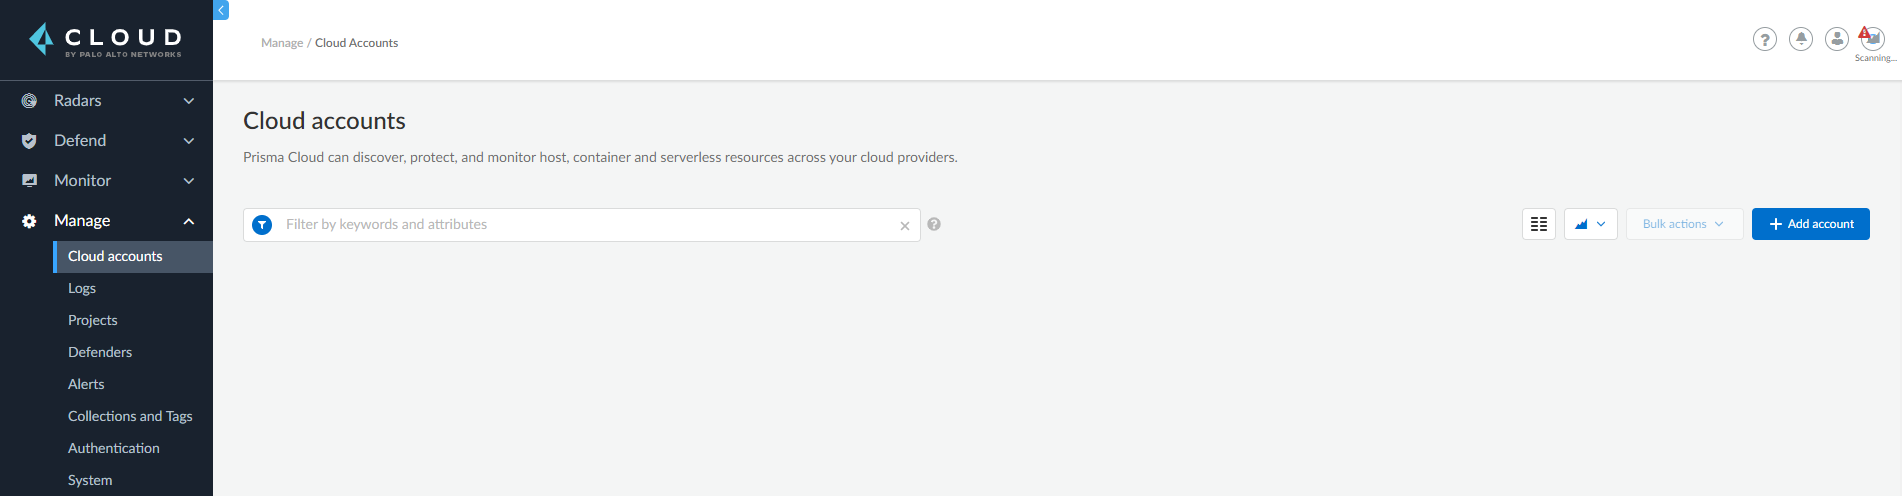 CLOUD
BY PALO ALTO NETWORKS
Manage / Cloud Accounts
Scanning...
Radars
Defend
Monitor
Manage
Cloud accounts
Logs
Projects
Defenders
Alerts
Collections and Tags
Authentication
System
Cloud accounts
Prisma Cloud can discover, protect, and monitor host, container and serverless resources across your cloud providers.
Filter by keywords and attributes
Bulk actions
+ Add account